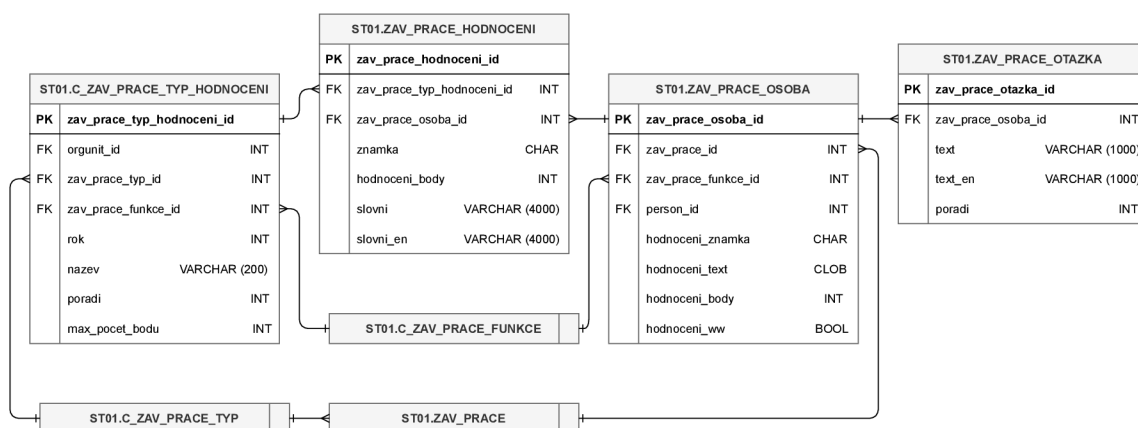 ST01.C_ZAV_PRACE_TYP_HODNOCENI
PK zav_prace_typ_hodnoceni_id
FK orgunit_id INT
FK zav_prace_typ_id INT
FK zav_prace_funkce_id INT
rok INT
nazev VARCHAR (200)
poradi INT
max_pocet_bodu INT
ST01.ZAV_PRACE_HODNOCENI
PK zav_prace_hodnoceni_id
FK zav_prace_typ_hodnoceni_id INT
FK zav_prace_osoba_id INT
znamka CHAR
hodnoceni_body INT
slovni VARCHAR (4000)
slovni_en VARCHAR (4000)
ST01.ZAV_PRACE_OSOBA
PK zav_prace_osoba_id
FK zav_prace_id INT
FK zav_prace_funkce_id INT
FK person_id INT
hodnoceni_znamka CHAR
hodnoceni_text CLOB
hodnoceni_body INT
hodnoceni_ww BOOL
ST01.ZAV_PRACE_OTAZKA
PK zav_prace_otazka_id
FK zav_prace_osoba_id INT
text VARCHAR (1000)
text_en VARCHAR (1000)
poradi INT
ST01.C_ZAV_PRACE_FUNKCE
ST01.C_ZAV_PRACE_TYP
ST01.ZAV_PRACE